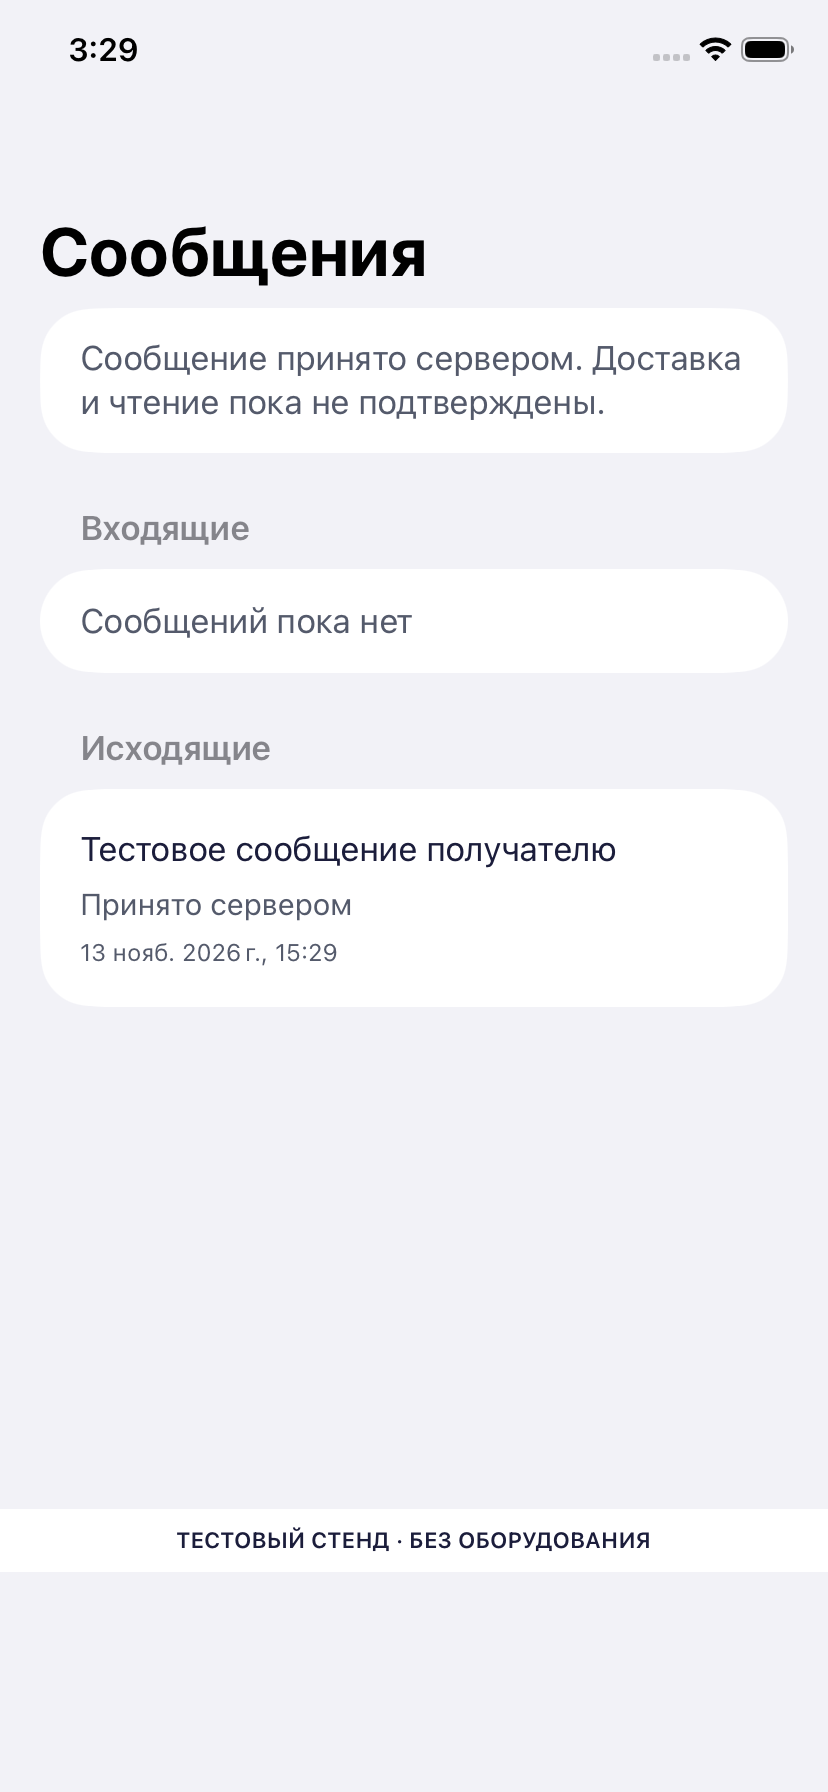 3:29
Сообщения
Сообщение принято сервером. Доставка
и чтение пока не подтверждены.
Входящие
Сообщений пока нет
Исходящие
Тестовое сообщение получателю
Принято сервером
13 нояб. 2026 г., 15:29
ТЕСТОВЫЙ СТЕНД · БЕЗ ОБОРУДОВАНИЯ